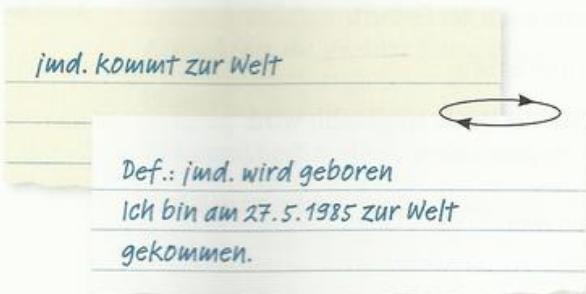 jmd. kommt zur Welt
Def.: jmd. wird geboren
Ich bin am 27.5.1985 zur Welt
gekommen.